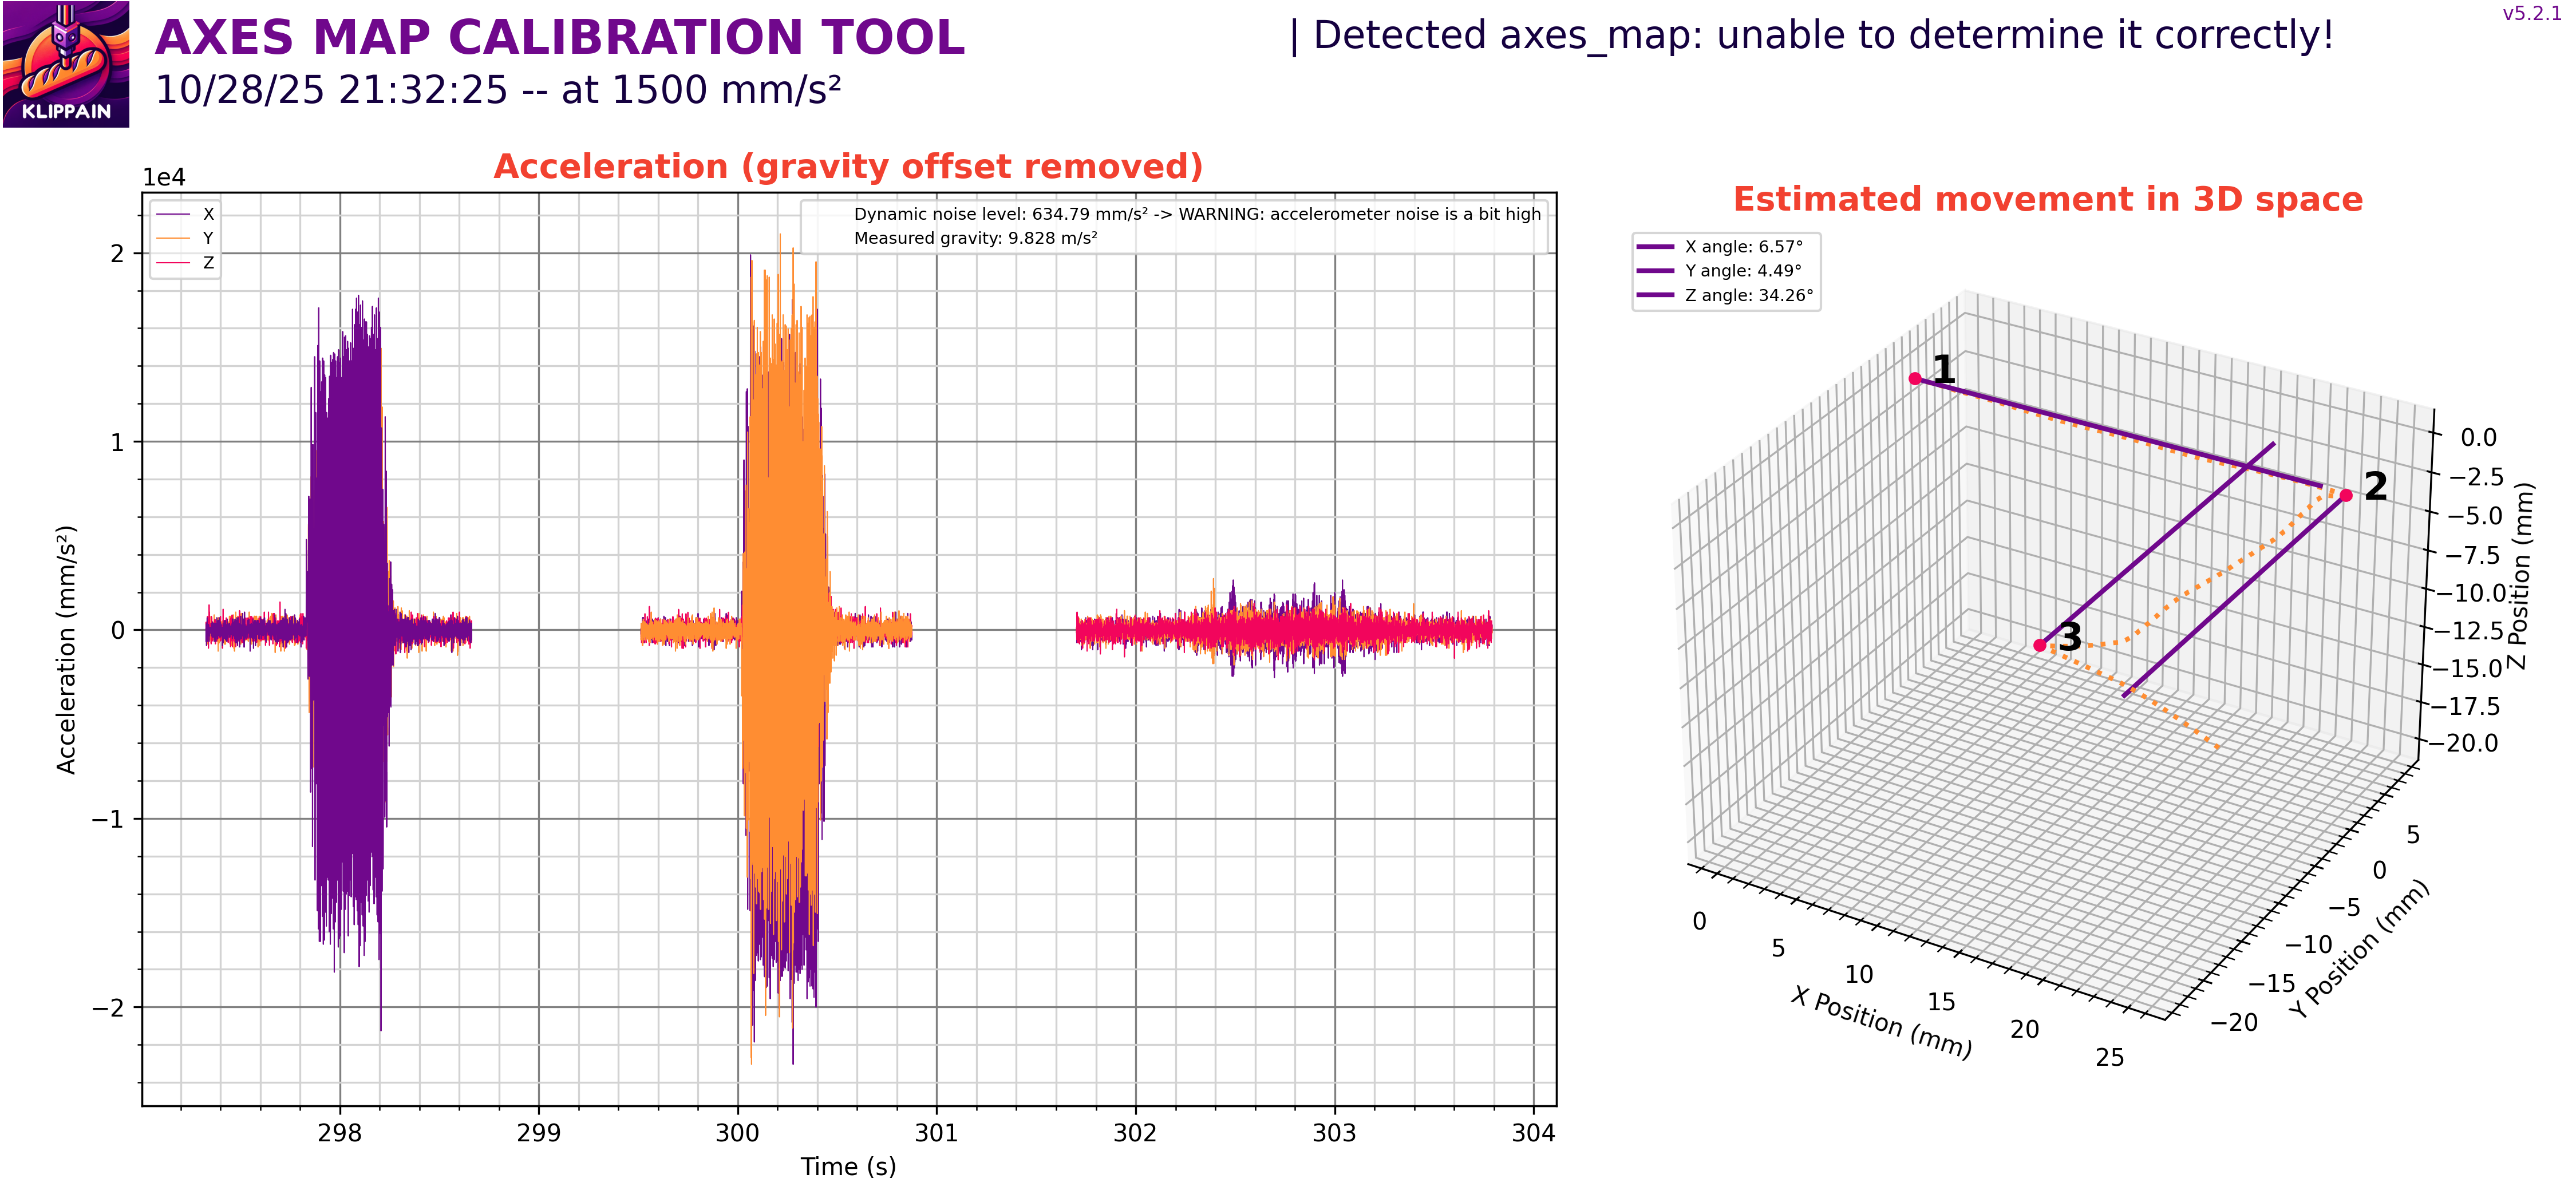 KLIPPAIN
AXES MAP CALIBRATION TOOL
10/28/25 21:32:25 -- at 1500 mm/s²
| Detected axes_map: unable to determine it correctly!
v5.2.1
Acceleration (gravity offset removed)
1e4
X
Y
Z
Dynamic noise level: 634.79 mm/s² -> WARNING: accelerometer noise is a bit high
Measured gravity: 9.828 m/s²
2
1
0
−1
−2
Acceleration (mm/s²)
298
299
300
301
302
303
304
Time (s)
Estimated movement in 3D space
X angle: 6.57°
Y angle: 4.49°
Z angle: 34.26°
1
2
3
0.0
−2.5
−5.0
−7.5
−10.0
−12.5
−15.0
−17.5
−20.0
Z Position (mm)
5
0
−5
−10
−15
−20
Y Position (mm)
0
5
10
15
20
25
X Position (mm)